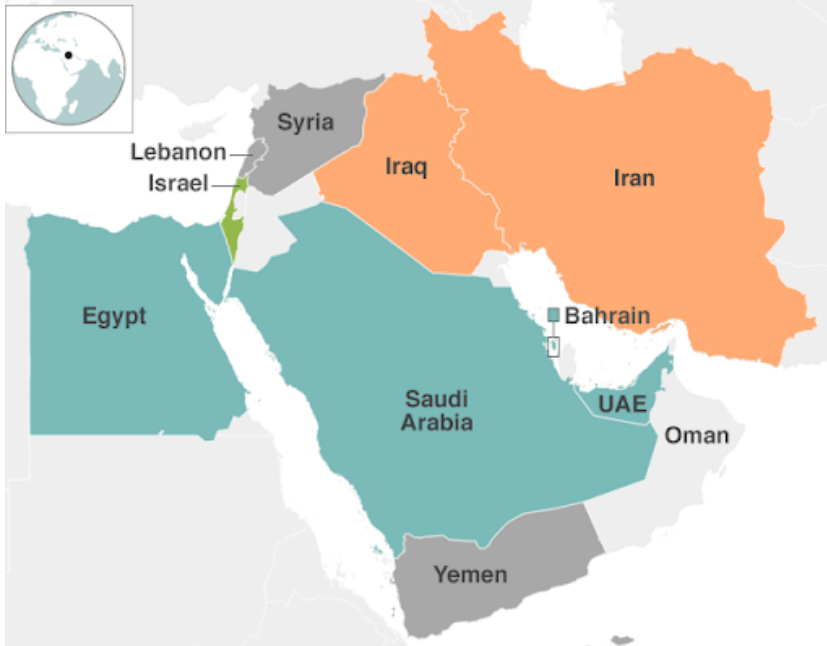 Syria
Lebanon
Israel
Iraq
Iran
Egypt
Bahrain
Saudi
Arabia
UAE
Oman
Yemen